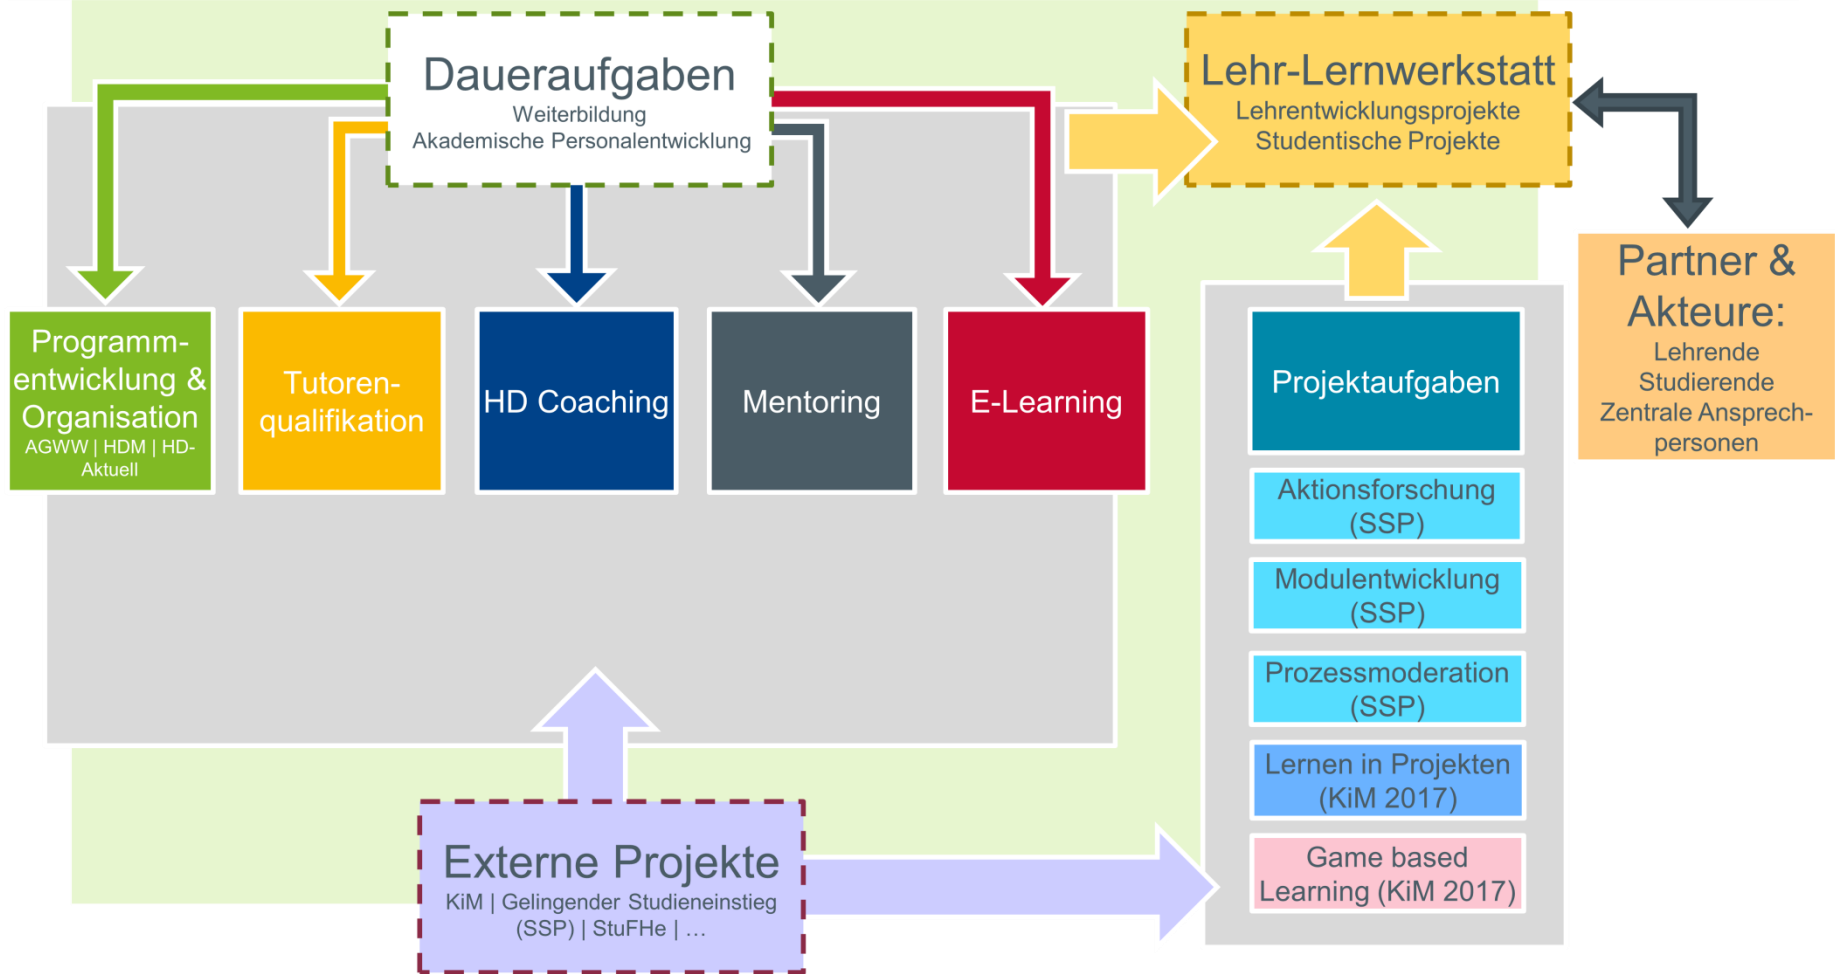 Daueraufgaben
Weiterbildung
Akademische Personalentwicklung
Lehr-Lernwerkstatt
Lehrentwicklungsprojekte
Studentische Projekte
Partner &
Akteure:
Lehrende
Studierende
Zentrale Ansprech-
personen
Programm-
entwicklung &
Organisation
AGWW | HDM | HD-
Aktuell
Tutoren-
qualifikation
HD Coaching
Mentoring
E-Learning
Projektaufgaben
Aktionsforschung
(SSP)
Modulentwicklung
(SSP)
Prozessmoderation
(SSP)
Lernen in Projekten
(KiM 2017)
Game based
Learning (KiM 2017)
Externe Projekte
KiM | Gelingender Studieneinstieg
(SSP) | StuFHe | …